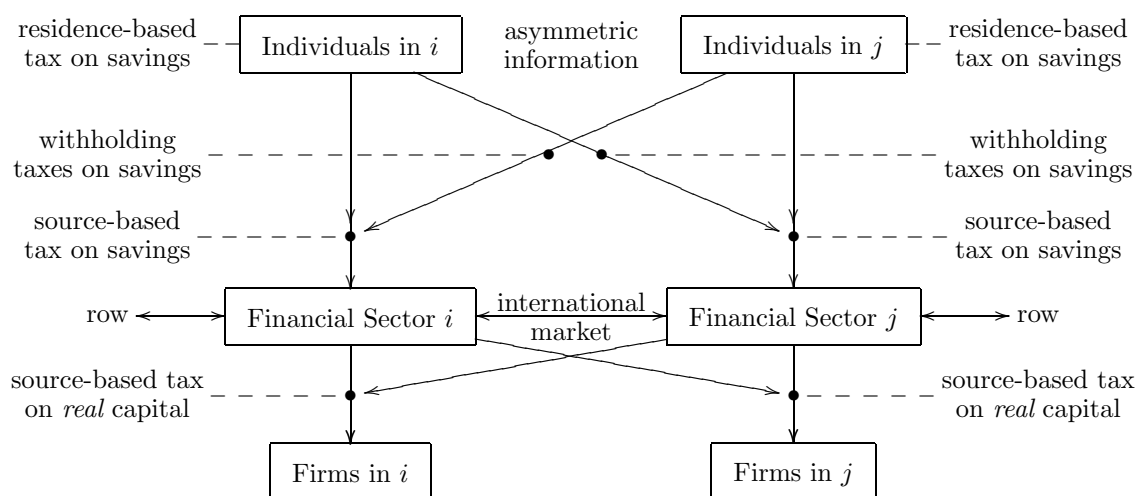 residence-based
tax on savings
Individuals in i
asymmetric
information
Individuals in j
residence-based
tax on savings
withholding
taxes on savings
withholding
taxes on savings
source-based
tax on savings
source-based
tax on savings
row
Financial Sector i
international
market
Financial Sector j
row
source-based tax
on real capital
source-based tax
on real capital
Firms in i
Firms in j